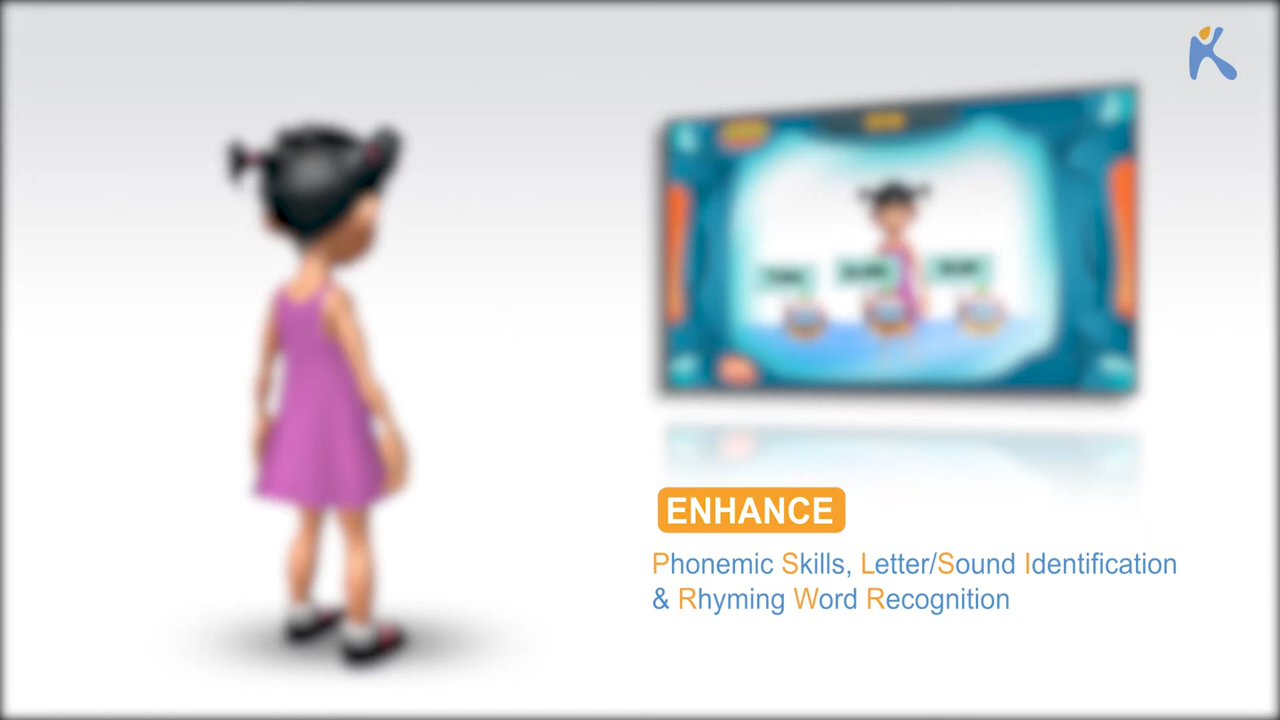 ENHANCE
Phonemic Skills, Letter/Sound Identification
& Rhyming Word Recognition